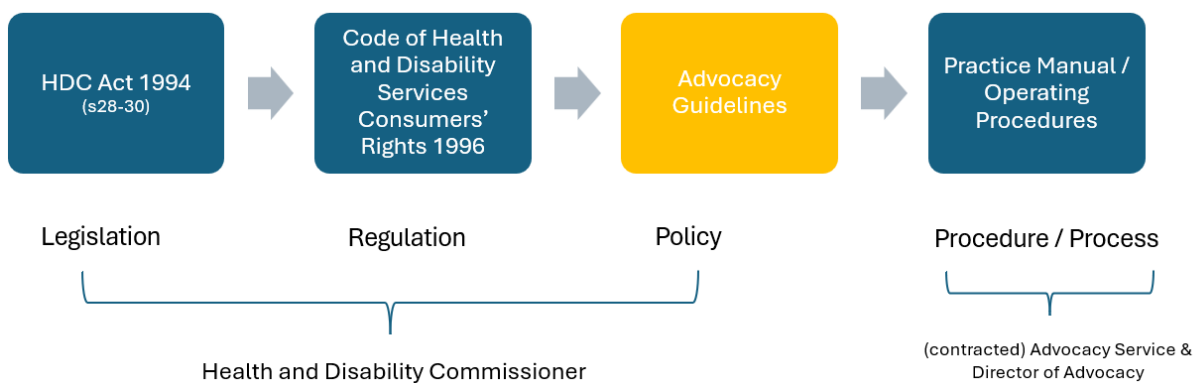 HDC Act 1994
(s28-30)
Code of Health
and Disability
Services
Consumers’
Rights 1996
Advocacy
Guidelines
Practice Manual /
Operating
Procedures
Legislation
Regulation
Policy
Procedure / Process
Health and Disability Commissioner
(contracted) Advocacy Service &
Director of Advocacy